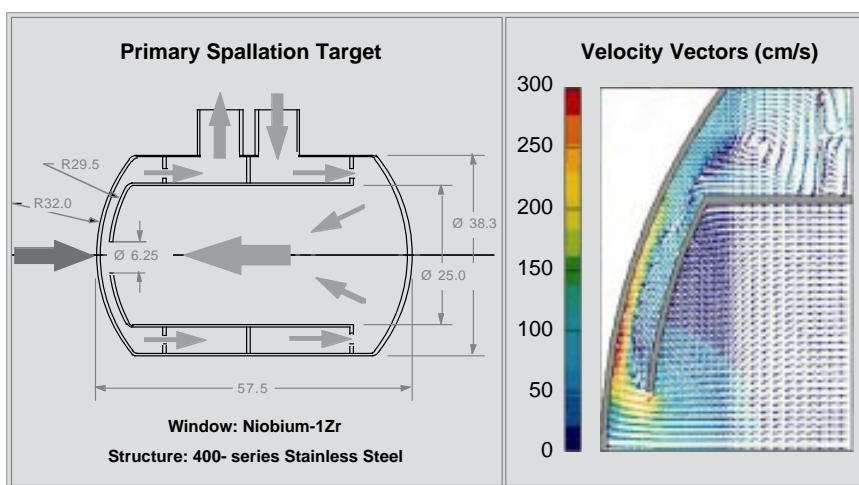 Primary Spallation Target
R29.5
R32.0
Ø 6.25
Ø 38.3
Ø 25.0
57.5
Window: Niobium-1Zr
Structure: 400- series Stainless Steel
Velocity Vectors (cm/s)
300
250
200
150
100
50
0